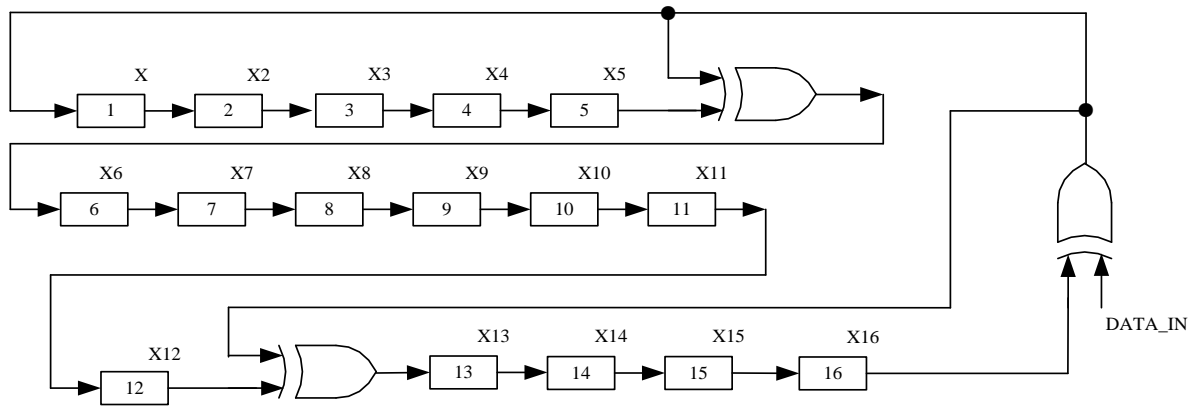 X X2 X3 X4 X5
1 2 3 4 5
X6 X7 X8 X9 X10 X11
6 7 8 9 10 11
DATA_IN
X12 X13 X14 X15 X16
12 13 14 15 16